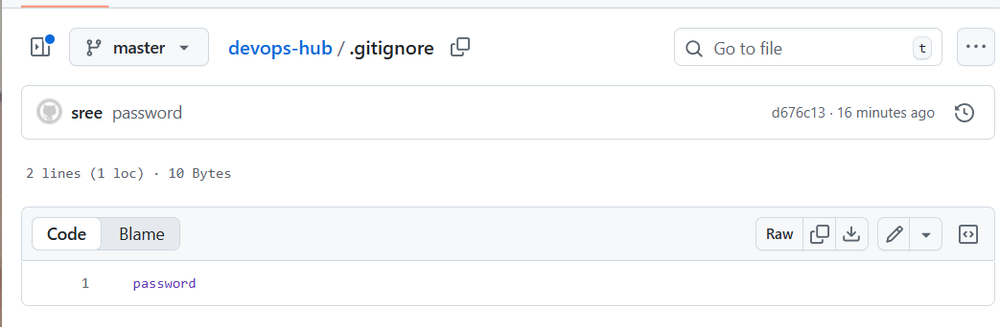 master devops-hub / .gitignore Go to file t
sree password d676c13 · 16 minutes ago
2 lines (1 loc) · 10 Bytes
Code Blame Raw
1 password